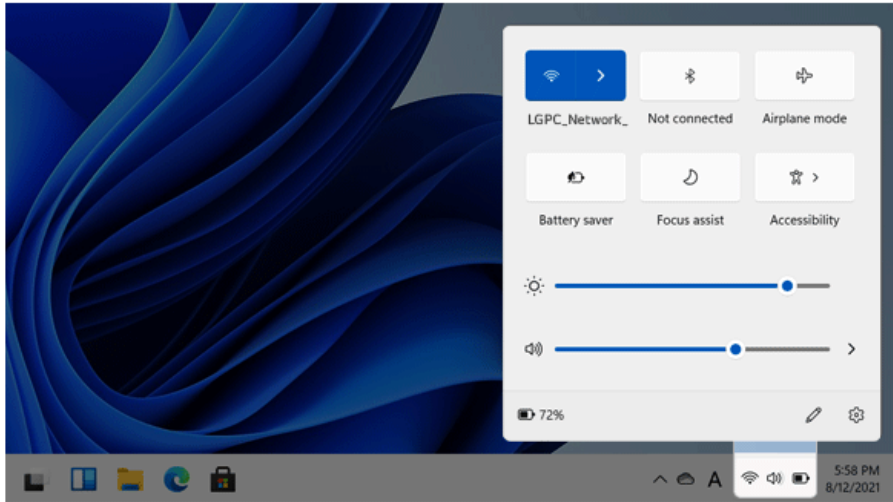 LGPC_Network_ Not connected Airplane mode
Battery saver Focus assist Accessibility
72%
A 5:58 PM
8/12/2021